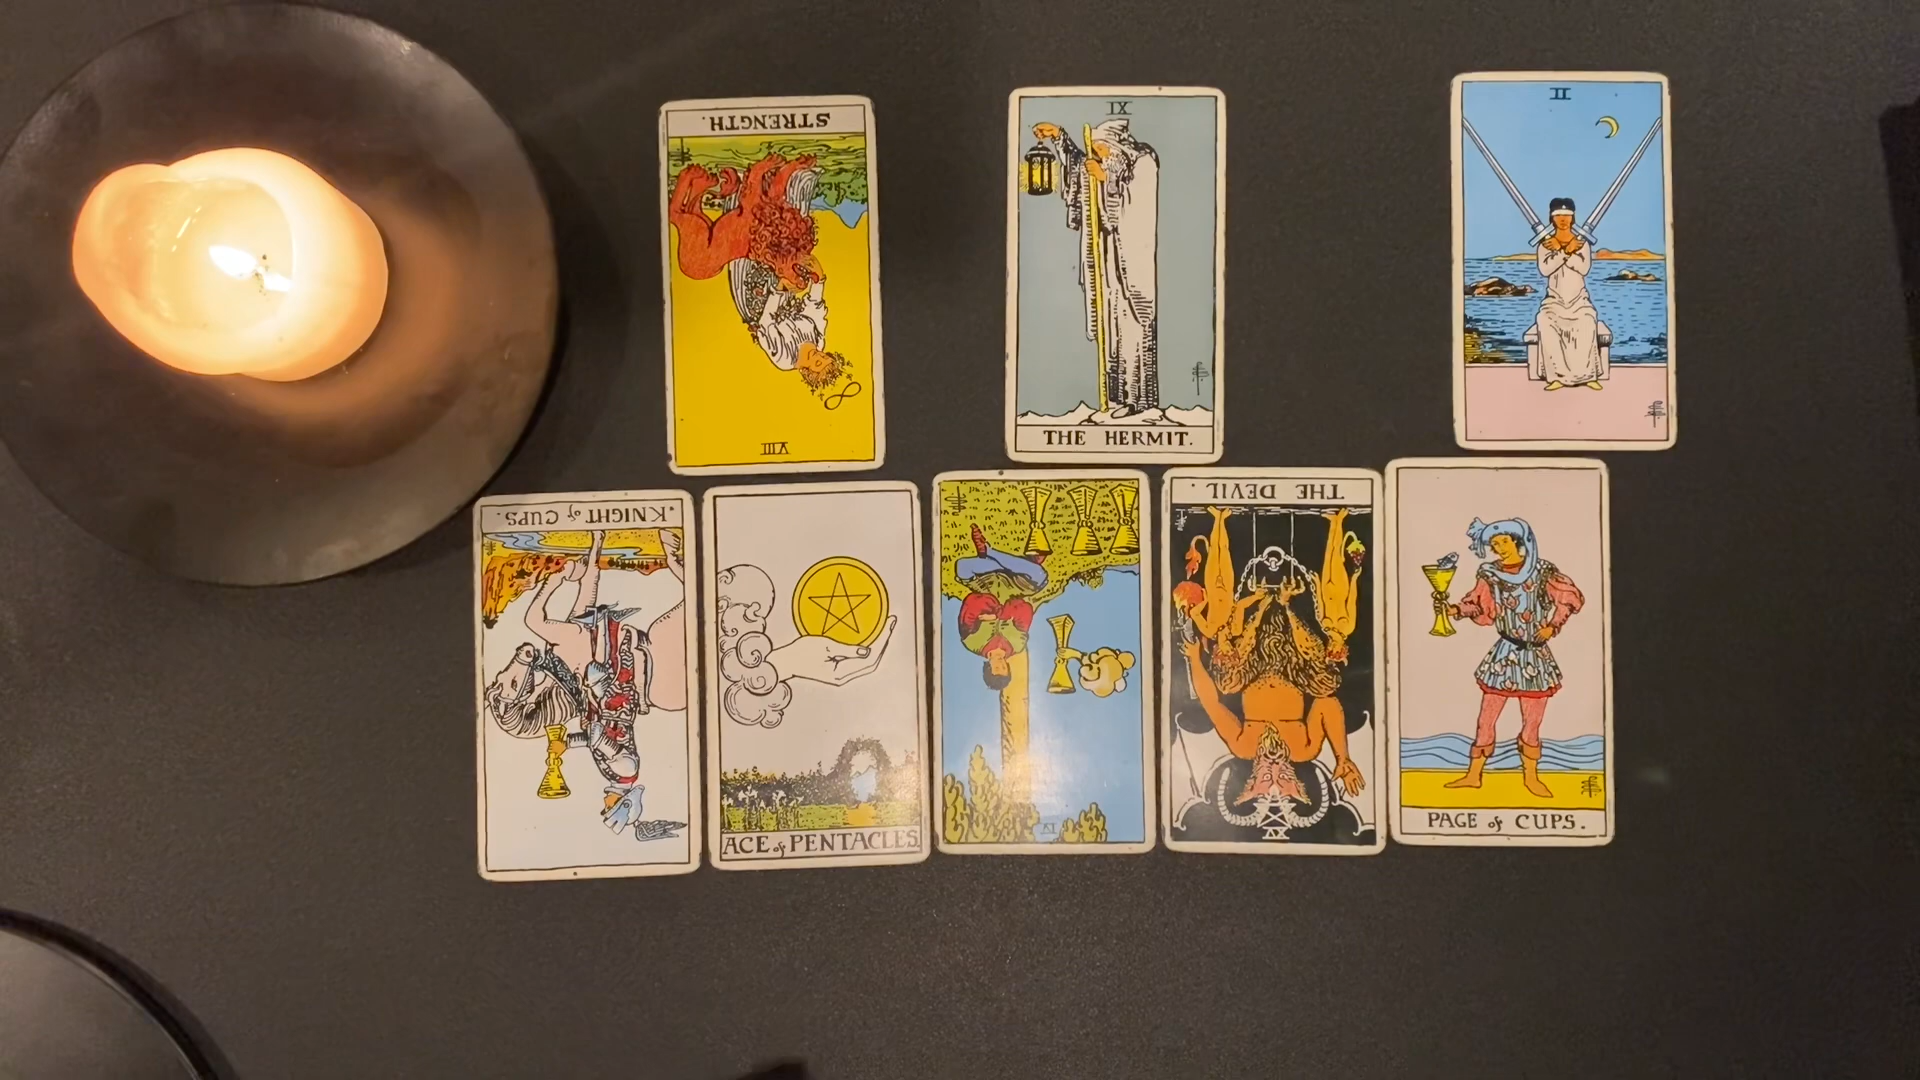 STRENGTH.
VIII
IX
THE HERMIT.
II
KNIGHT of CUPS.
ACE of PENTACLES.
IV
THE DEVIL.
XV
PAGE of CUPS.